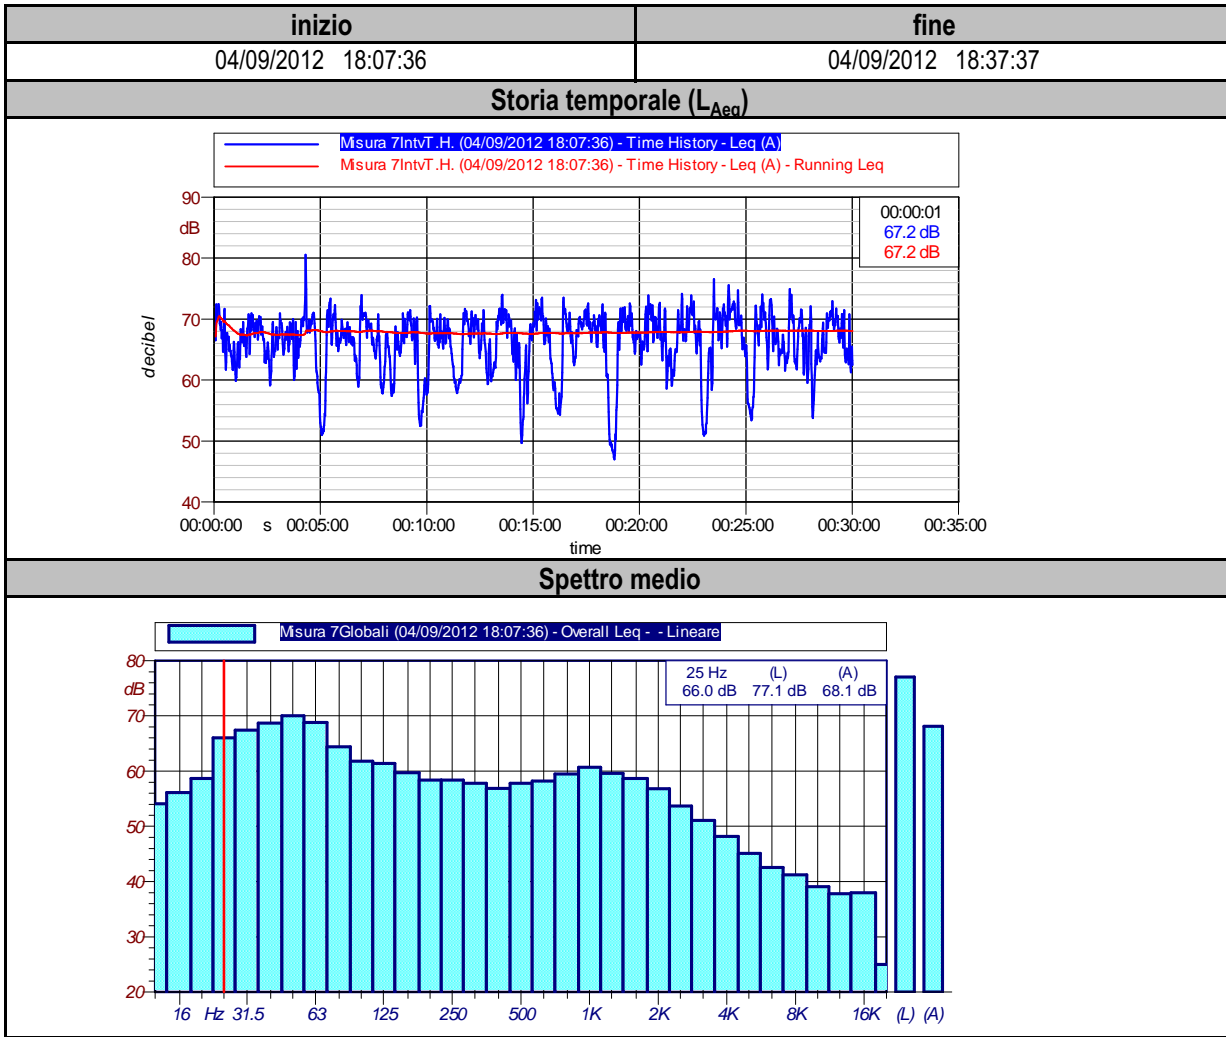 inizio fine
04/09/2012 18:07:36 04/09/2012 18:37:37
Storia temporale (LAeq)
Misura 7IntvT.H. (04/09/2012 18:07:36) - Time History - Leq (A)
Misura 7IntvT.H. (04/09/2012 18:07:36) - Time History - Leq (A) - Running Leq
90
dB
80
70
60
50
40
decibel
00:00:01
67.2 dB
67.2 dB
00:00:00 s 00:05:00 00:10:00 00:15:00 00:20:00 00:25:00 00:30:00 00:35:00
time
Spettro medio
Misura 7Globali (04/09/2012 18:07:36) - Overall Leq - - Lineare
80
dB
70
60
50
40
30
20
25 Hz (L) (A)
66.0 dB 77.1 dB 68.1 dB
16 Hz 31.5 63 125 250 500 1K 2K 4K 8K 16K (L) (A)